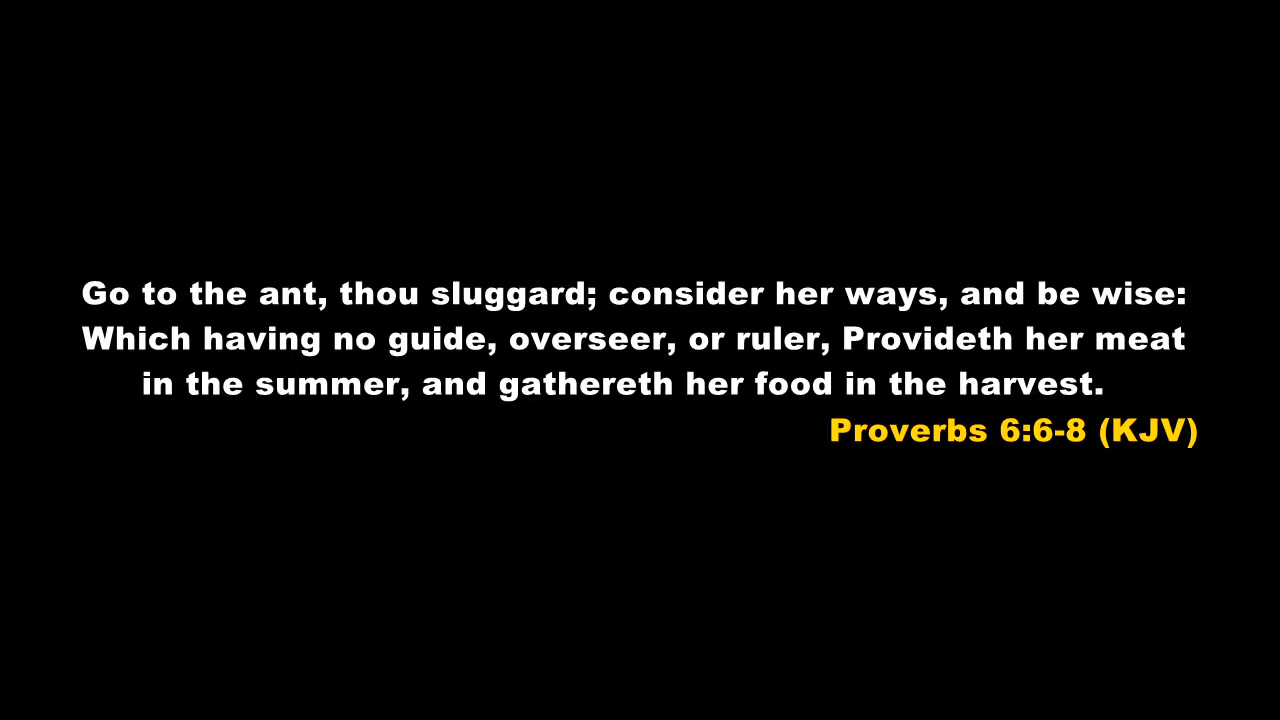 Go to the ant, thou sluggard; consider her ways, and be wise:
Which having no guide, overseer, or ruler, Provideth her meat
in the summer, and gathereth her food in the harvest.
Proverbs 6:6-8 (KJV)